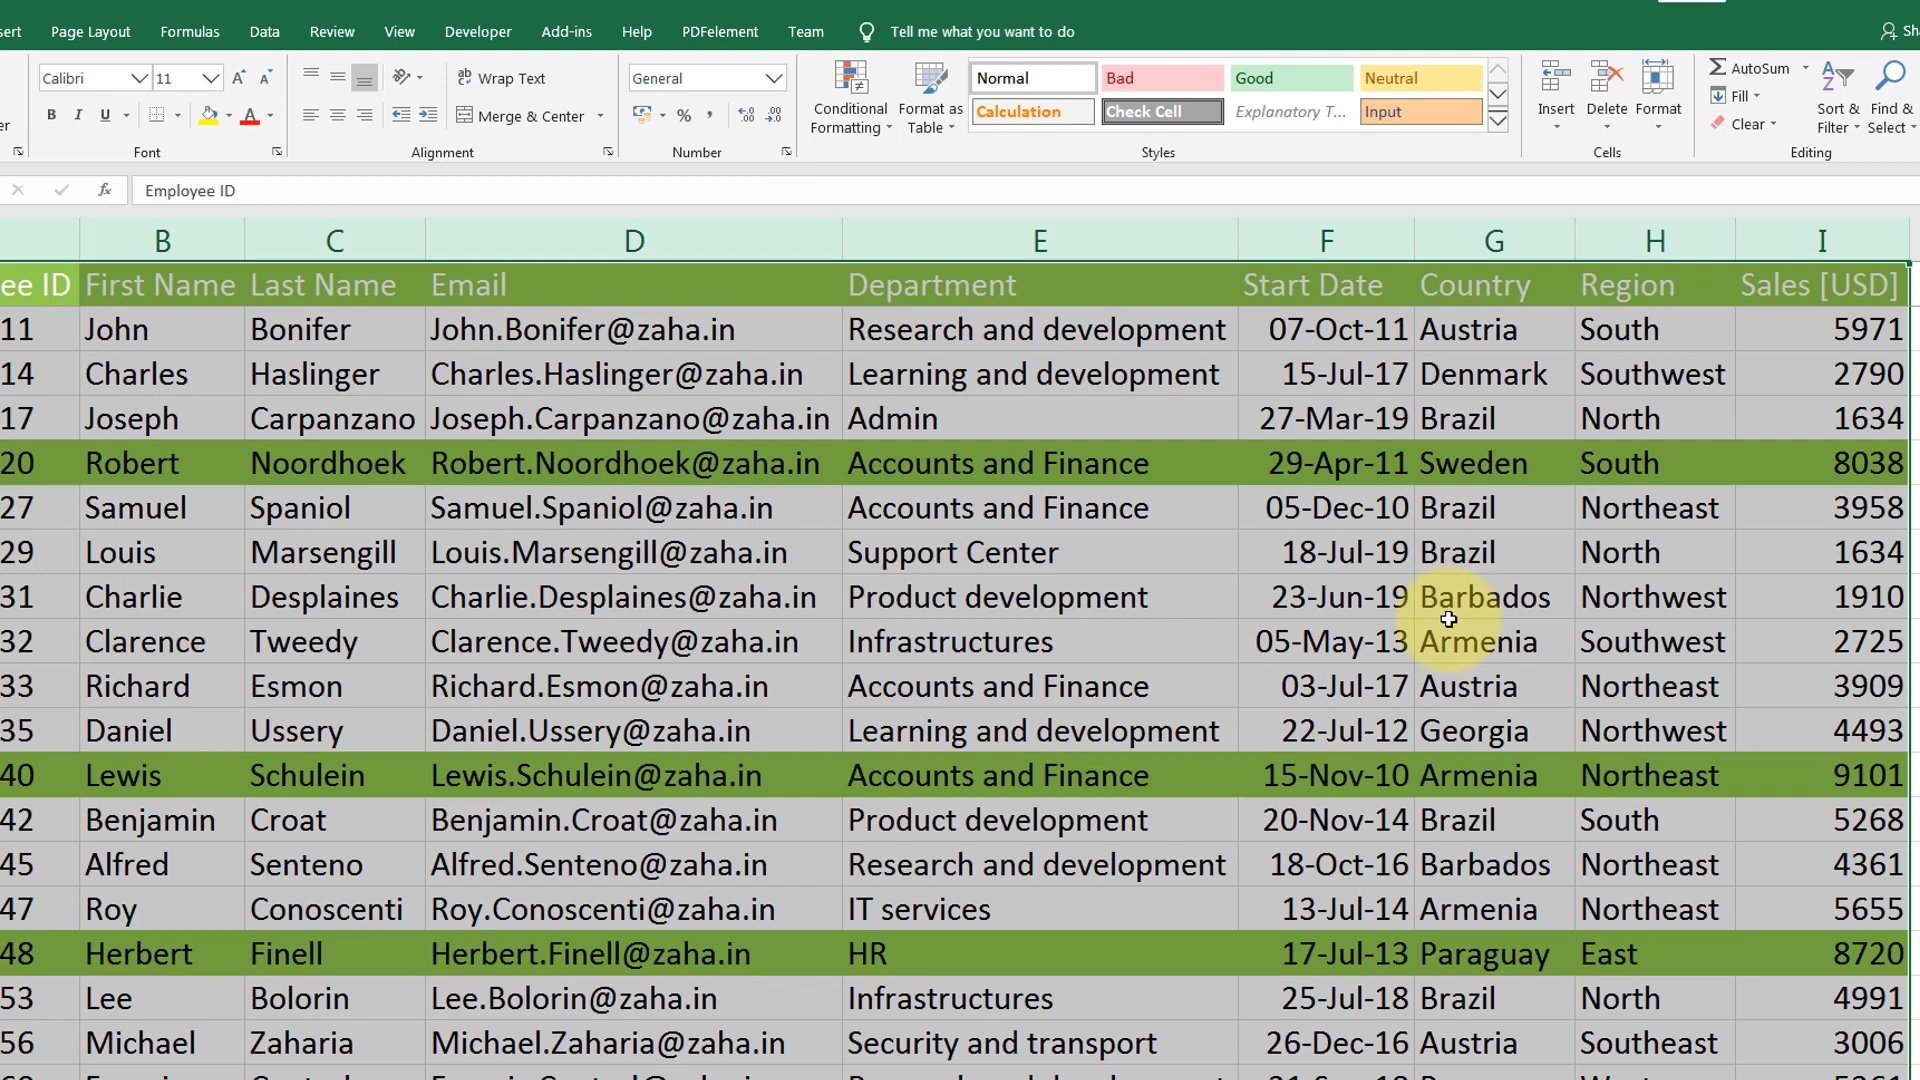 sert Page Layout Formulas Data Review View Developer Add-ins Help PDFelement Team Tell me what you want to do Sh
Calibri 11 Wrap Text General Normal Bad Good Neutral AutoSum
Conditional Formatting Format as Table Insert Delete Format Fill Sort & Filter Find & Select
B I U Merge & Center % , Calculation Check Cell Explanatory T... Input Clear
Font Alignment Number Styles Cells Editing
fx Employee ID
B C D E F G H I
ee ID First Name Last Name Email Department Start Date Country Region Sales [USD]
11 John Bonifer John.Bonifer@zaha.in Research and development 07-Oct-11 Austria South 5971
14 Charles Haslinger Charles.Haslinger@zaha.in Learning and development 15-Jul-17 Denmark Southwest 2790
17 Joseph Carpanzano Joseph.Carpanzano@zaha.in Admin 27-Mar-19 Brazil North 1634
20 Robert Noordhoek Robert.Noordhoek@zaha.in Accounts and Finance 29-Apr-11 Sweden South 8038
27 Samuel Spaniol Samuel.Spaniol@zaha.in Accounts and Finance 05-Dec-10 Brazil Northeast 3958
29 Louis Marsengill Louis.Marsengill@zaha.in Support Center 18-Jul-19 Brazil North 1634
31 Charlie Desplaines Charlie.Desplaines@zaha.in Product development 23-Jun-19 Barbados Northwest 1910
32 Clarence Tweedy Clarence.Tweedy@zaha.in Infrastructures 05-May-13 Armenia Southwest 2725
33 Richard Esmon Richard.Esmon@zaha.in Accounts and Finance 03-Jul-17 Austria Northeast 3909
35 Daniel Ussery Daniel.Ussery@zaha.in Learning and development 22-Jul-12 Georgia Northwest 4493
40 Lewis Schulein Lewis.Schulein@zaha.in Accounts and Finance 15-Nov-10 Armenia Northeast 9101
42 Benjamin Croat Benjamin.Croat@zaha.in Product development 20-Nov-14 Brazil South 5268
45 Alfred Senteno Alfred.Senteno@zaha.in Research and development 18-Oct-16 Barbados Northeast 4361
47 Roy Conoscenti Roy.Conoscenti@zaha.in IT services 13-Jul-14 Armenia Northeast 5655
48 Herbert Finell Herbert.Finell@zaha.in HR 17-Jul-13 Paraguay East 8720
53 Lee Bolorin Lee.Bolorin@zaha.in Infrastructures 25-Jul-18 Brazil North 4991
56 Michael Zaharia Michael.Zaharia@zaha.in Security and transport 26-Dec-16 Austria Southeast 3006